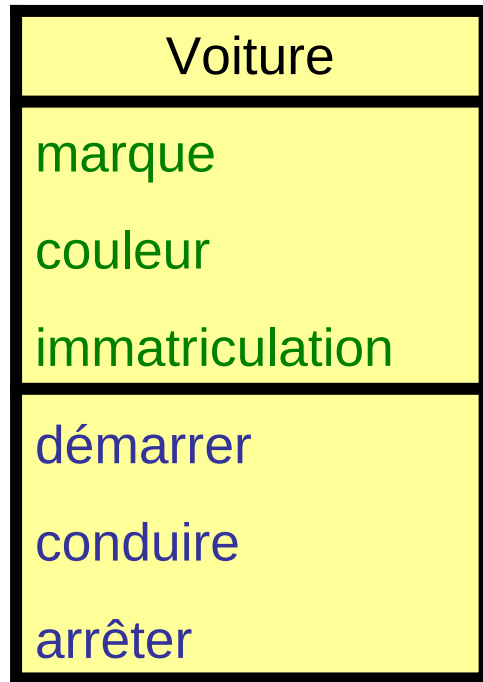 Voiture
marque
couleur
immatriculation
démarrer
conduire
arrêter